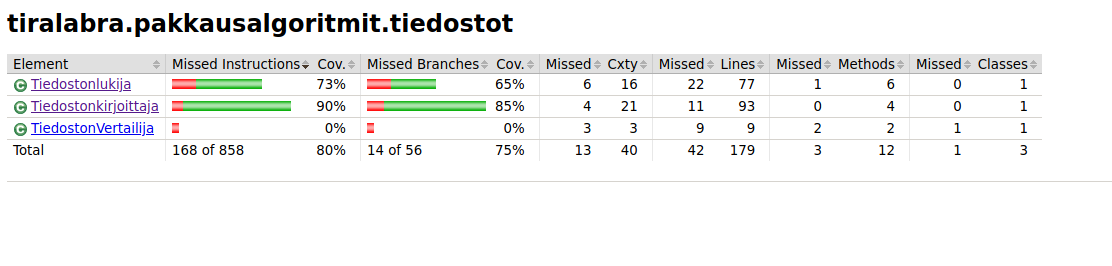 tiralabra.pakkausalgoritmit.tiedostot
Element Missed Instructions Cov. Missed Branches Cov. Missed Cxty Missed Lines Missed Methods Missed Classes
C Tiedostonlukija 73% 65% 6 16 22 77 1 6 0 1
C Tiedostonkirjoittaja 90% 85% 4 21 11 93 0 4 0 1
C TiedostonVertailija 0% 0% 3 3 9 9 2 2 1 1
Total 168 of 858 80% 14 of 56 75% 13 40 42 179 3 12 1 3